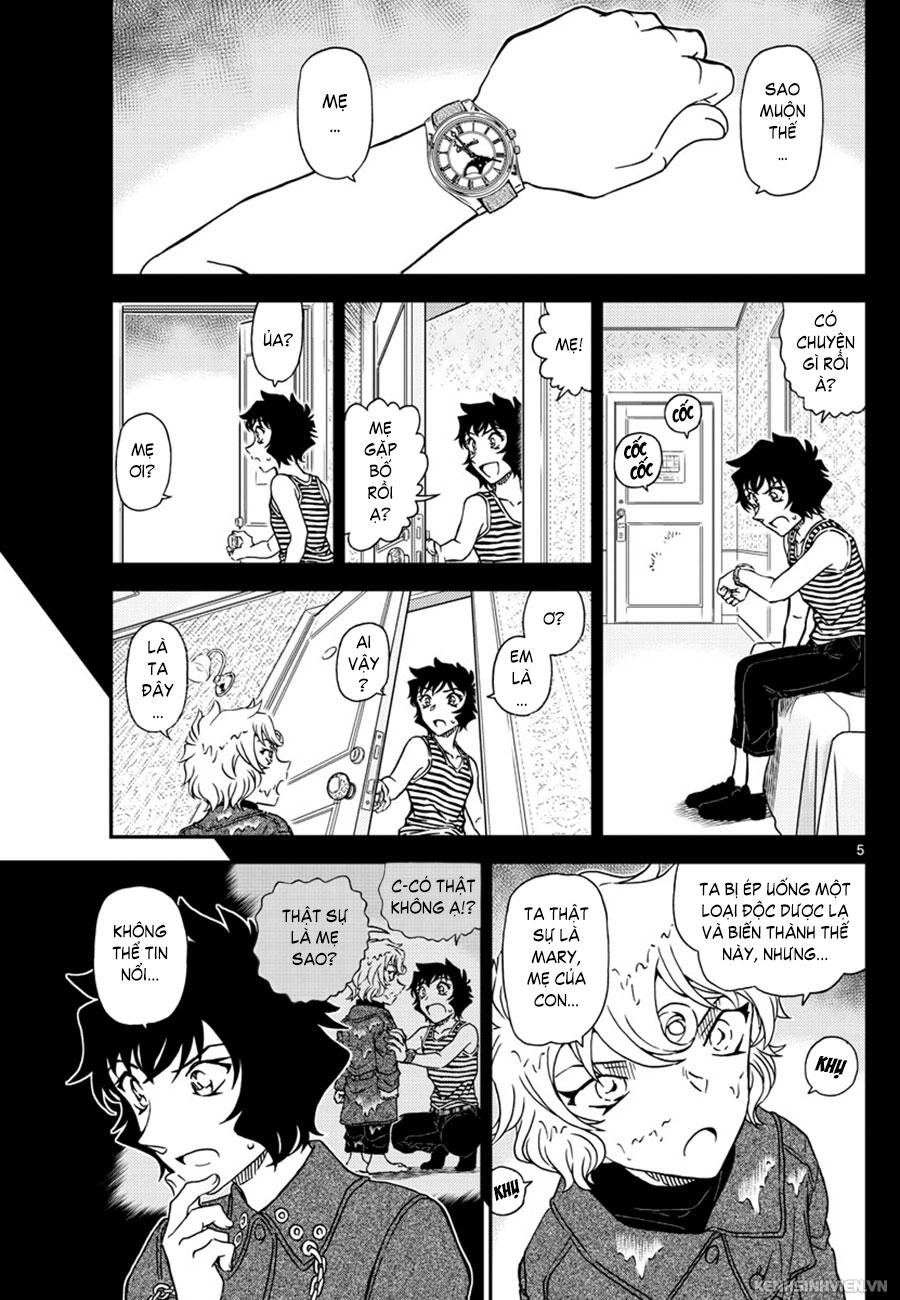 SAO
MUỘN
THẾ
...
MẸ
...
CÓ
CHUYỆN
GÌ RỒI
À?
CỐC
CỐC
CỐC
MẸ!
MẸ
GẶP
BỐ
RỒI
Ạ?
ỦA?
MẸ
ƠI?
Ơ?
EM
LÀ
...
AI
VẬY?
LÀ
TA
ĐÂY
...
5
TA BỊ ÉP UỐNG MỘT
LOẠI ĐỘC DƯỢC LẠ
VÀ BIẾN THÀNH THẾ
NÀY, NHƯNG...
TA THẬT
SỰ LÀ
MARY,
MẸ CỦA
CON...
KHỤ
KHỤ
C-CÓ THẬT
KHÔNG Ạ!?
THẬT SỰ
LÀ MẸ
SAO?
KHÔNG
THỂ TIN
NỔI...
KENHSINHVIEN.VN